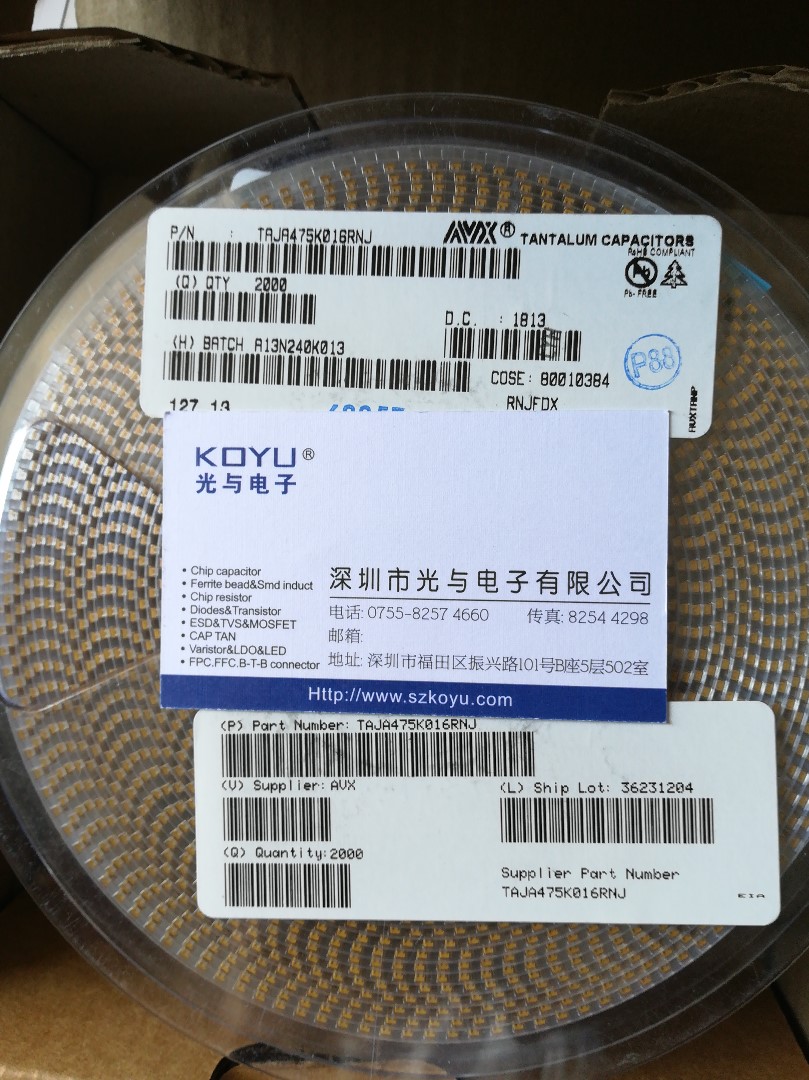 P/N : TAJA475K016RNJ
AVX® TANTALUM CAPACITORS
RoHS COMPLIANT
Pb
Pb-FREE
(Q) QTY 2000
D.C. : 1813
(H) BATCH A13N240K013
COSE: 80010384
P88
127 13
RNJFDX
KOYU®
光与电子
• Chip capacitor
• Ferrite bead&Smd induct
• Chip resistor
• Diodes&Transistor
• ESD&TVS&MOSFET
• CAP TAN
• Varistor&LDO&LED
• FPC.FFC.B-T-B connector
深圳市光与电子有限公司
电话: 0755-8257 4660 传真: 8254 4298
邮箱:
地址: 深圳市福田区振兴路101号B座5层502室
Http://www.szkoyu.com
(P) Part Number: TAJA475K016RNJ
(V) Supplier: AVX
(L) Ship Lot: 36231204
(Q) Quantity:2000
Supplier Part Number
TAJA475K016RNJ
EIA